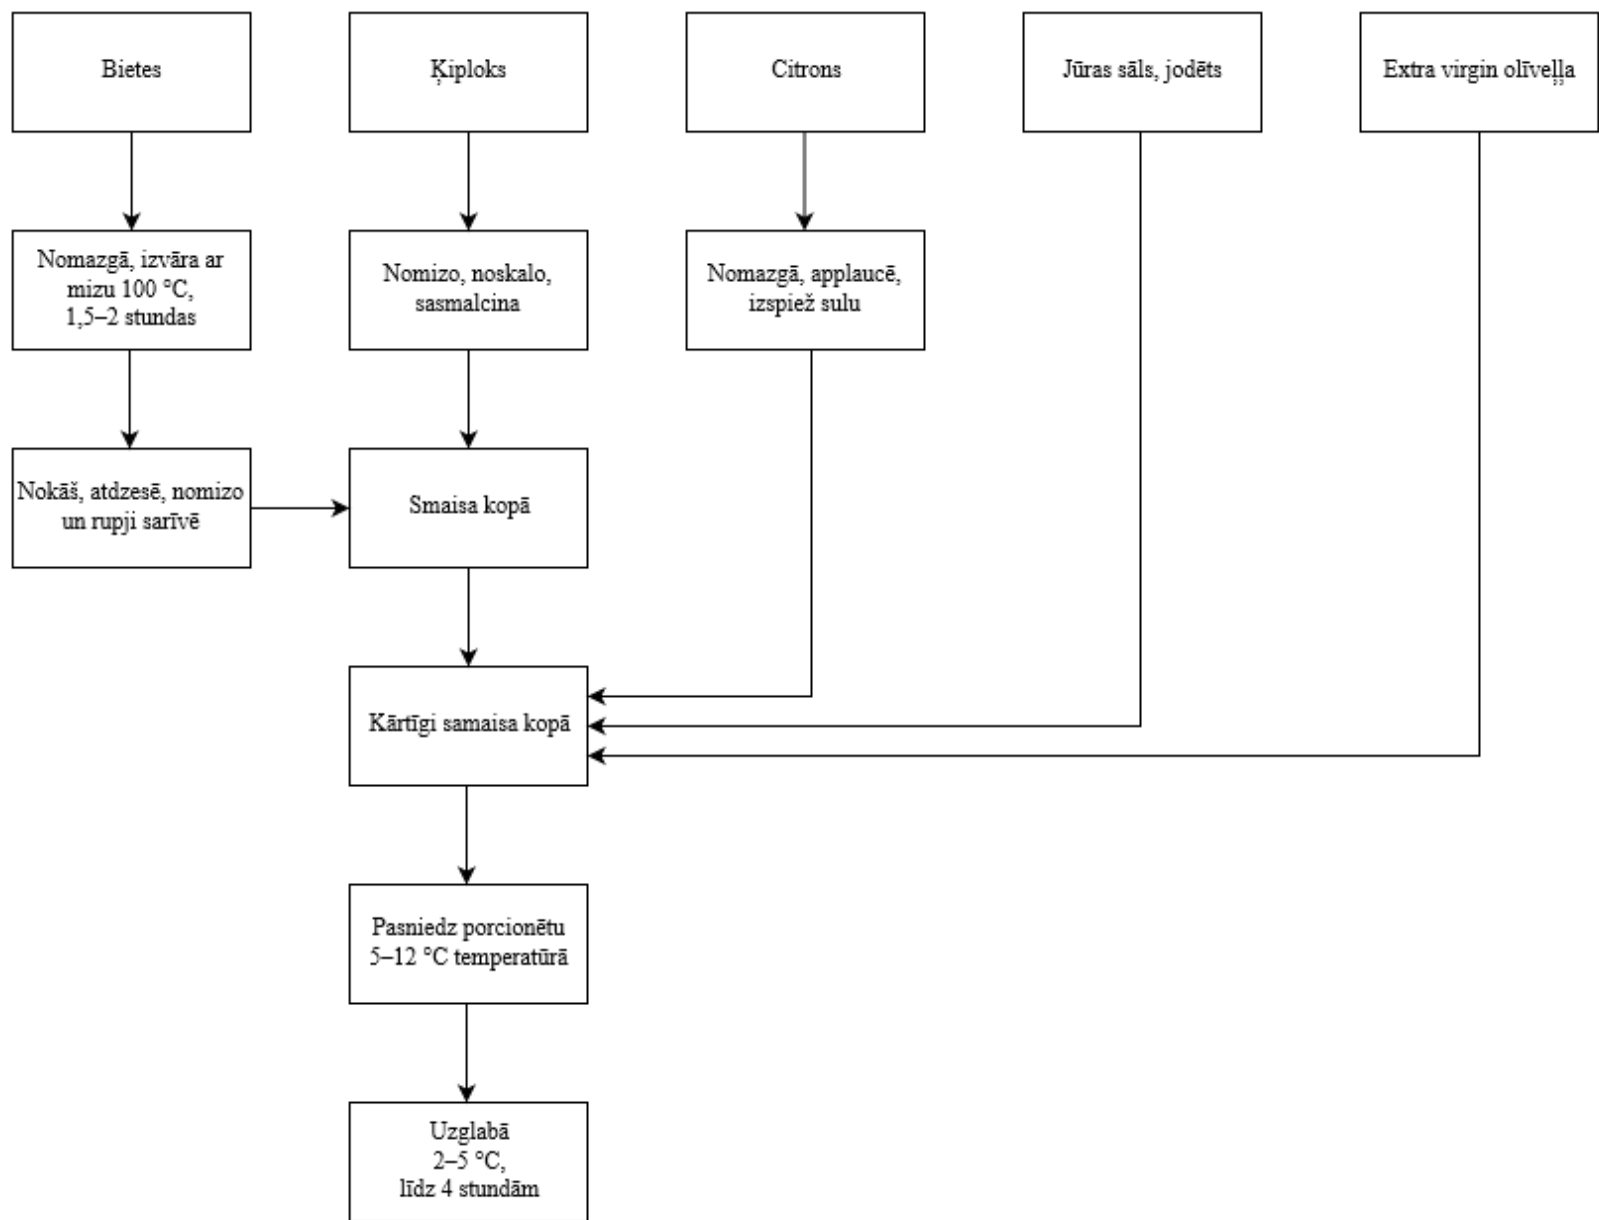 Bietes
Ķiploks
Citrons
Jūras sāls, jodēts
Extra virgin olīveļļa
Nomazgā, izvāra ar
mizu 100 °C,
1,5–2 stundas
Nomizo, noskalo,
sasmalcina
Nomazgā, applaucē,
izspiež sulu
Nokāš, atdzesē, nomizo
un rupji sarīvē
Smaisa kopā
Kārtīgi samaisa kopā
Pasniedz porcionētu
5–12 °C temperatūrā
Uzglabā
2–5 °C,
līdz 4 stundām